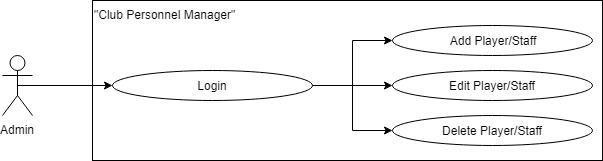 "Club Personnel Manager"
Add Player/Staff
Login
Edit Player/Staff
Admin
Delete Player/Staff